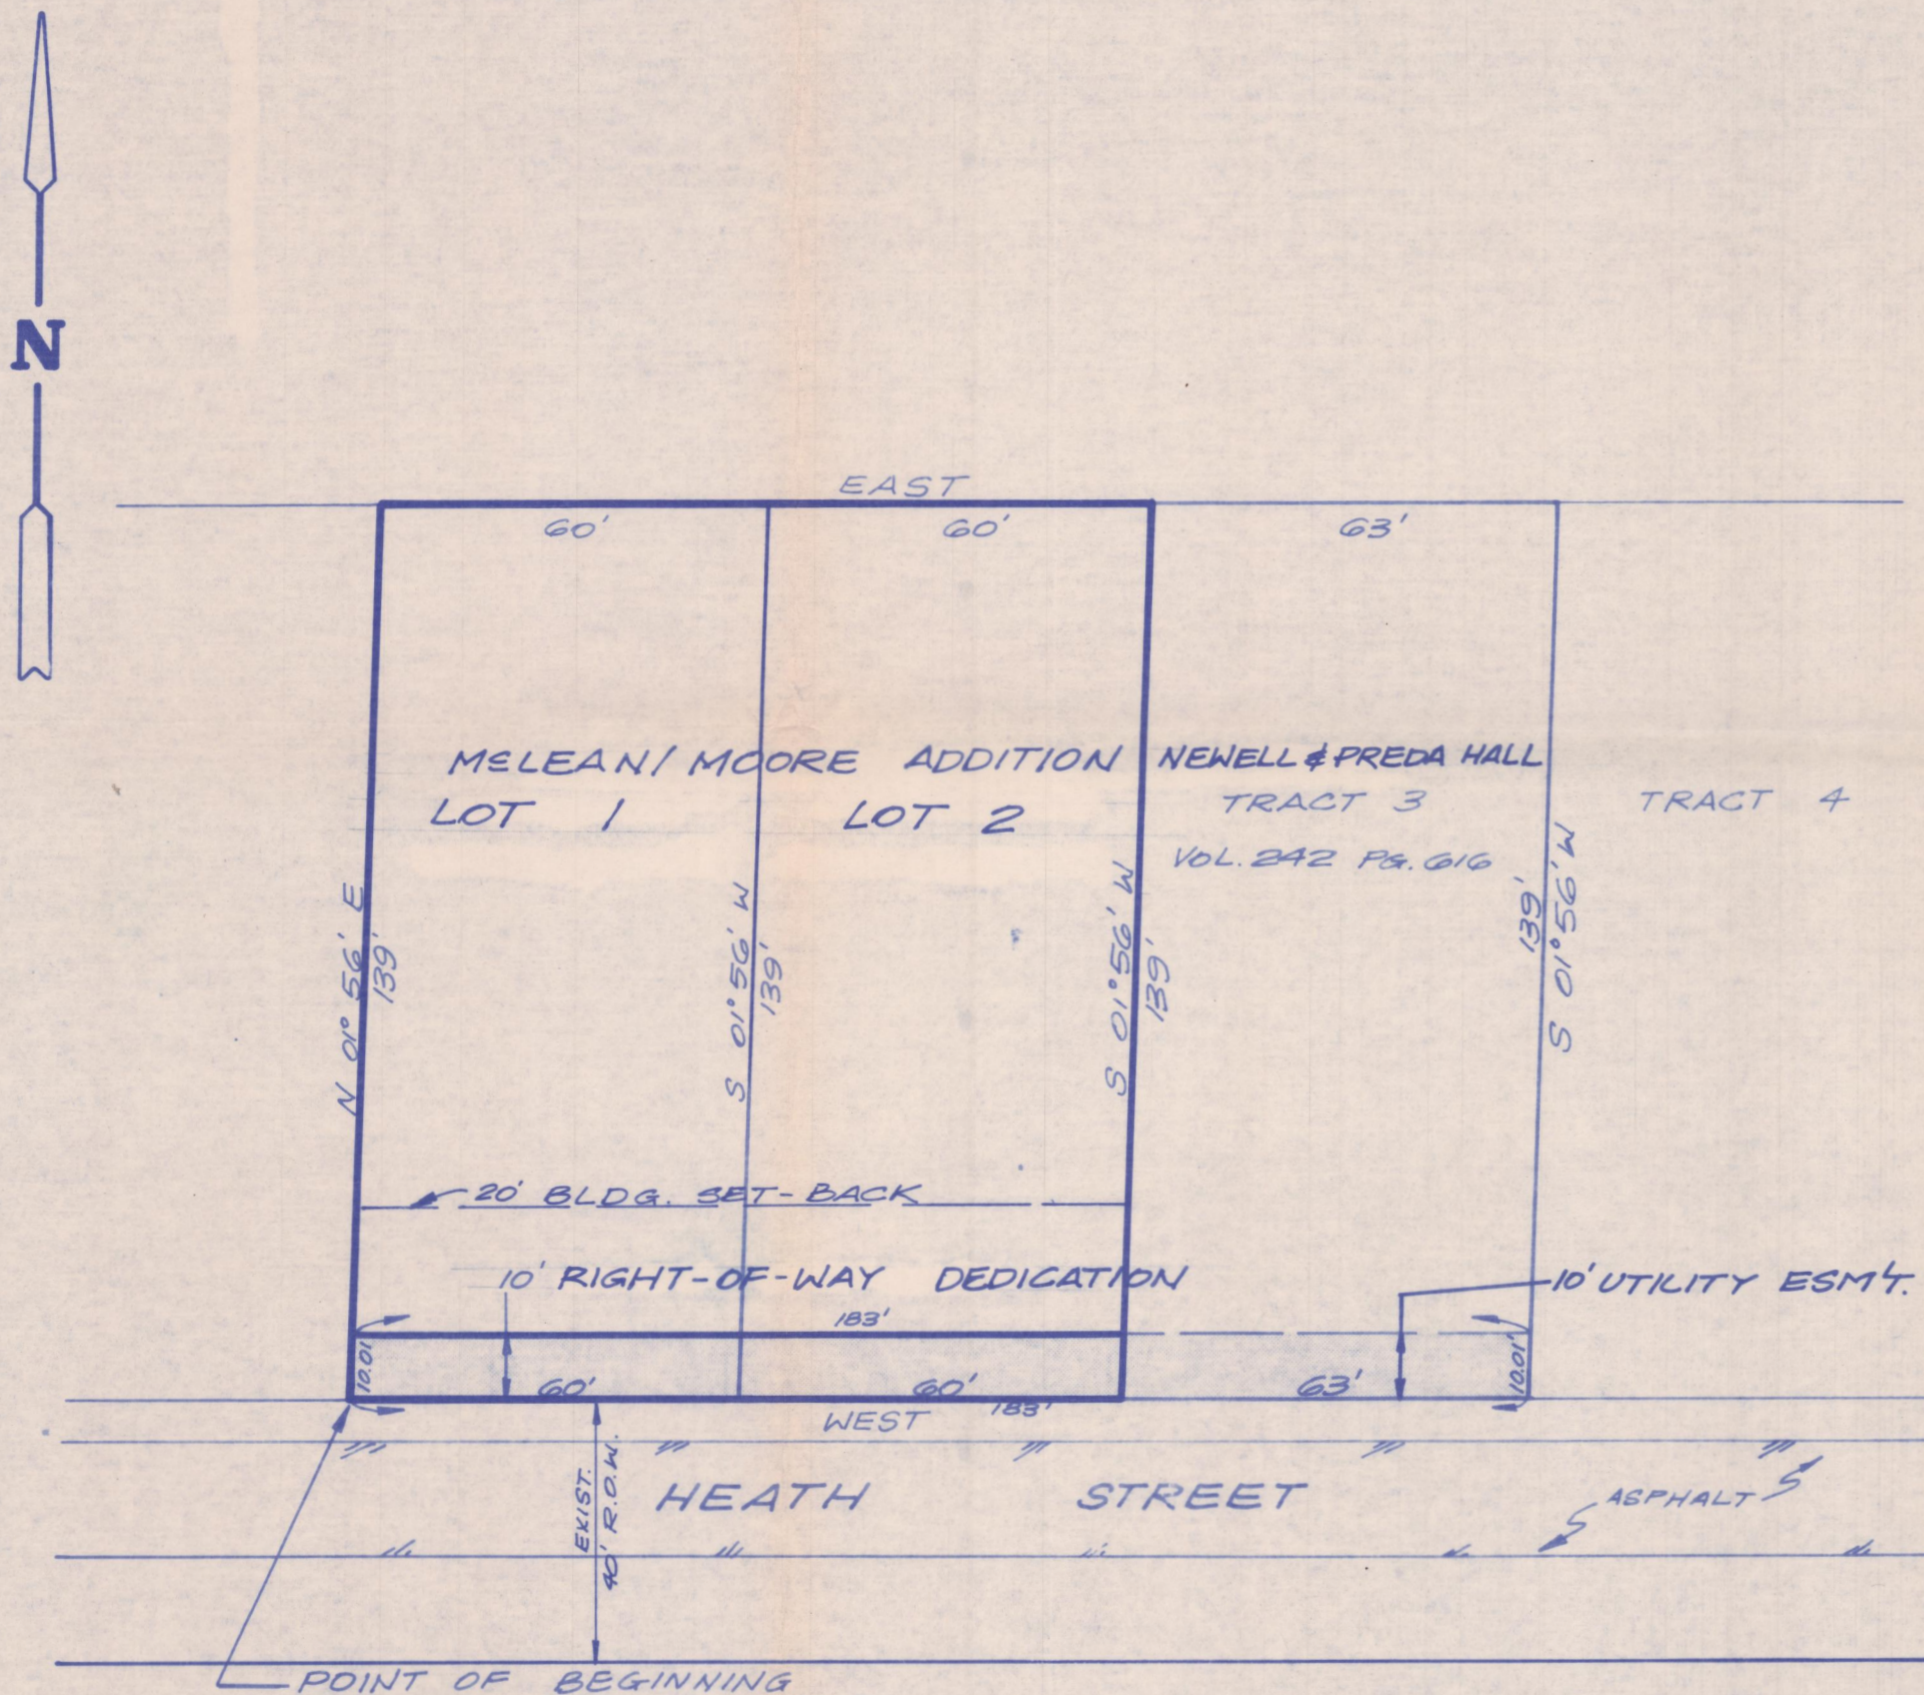 N
EAST
60'
60'
63'
McLEAN/MOORE ADDITION
NEWELL & PREDA HALL
LOT 1
LOT 2
TRACT 3
TRACT 4
VOL. 242 PG. 616
N 01° 56' E
139'
S 01° 56' W
139'
S 01° 56' W
139'
139'
S 01° 56' W
20' BLDG. SET-BACK
10' RIGHT-OF-WAY DEDICATION
10' UTILITY ESM'T.
183'
10.01'
60'
60'
63'
10.01'
WEST
183'
HEATH STREET
ASPHALT
EXIST.
40' R.O.W.
POINT OF BEGINNING